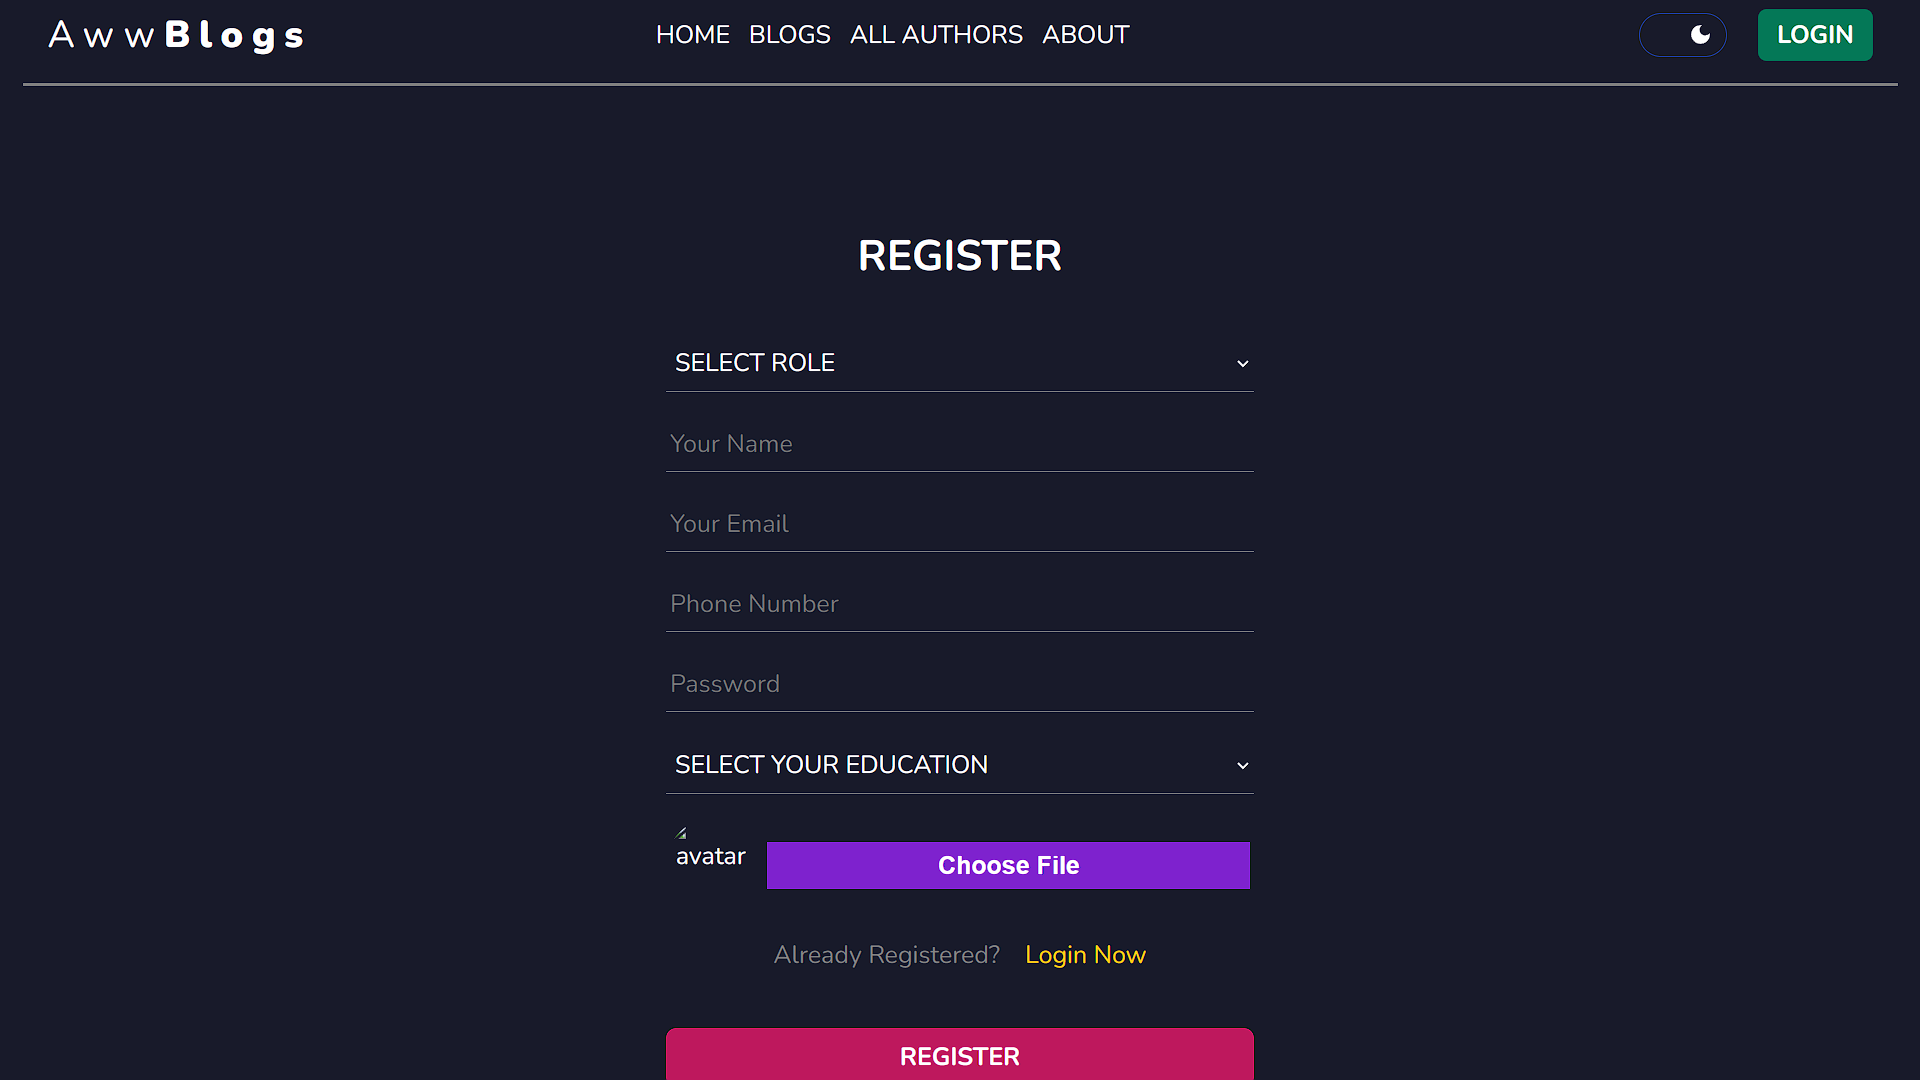 AwwBlogs HOME BLOGS ALL AUTHORS ABOUT LOGIN
REGISTER
SELECT ROLE
Your Name
Your Email
Phone Number
Password
SELECT YOUR EDUCATION
avatar Choose File
Already Registered? Login Now
REGISTER